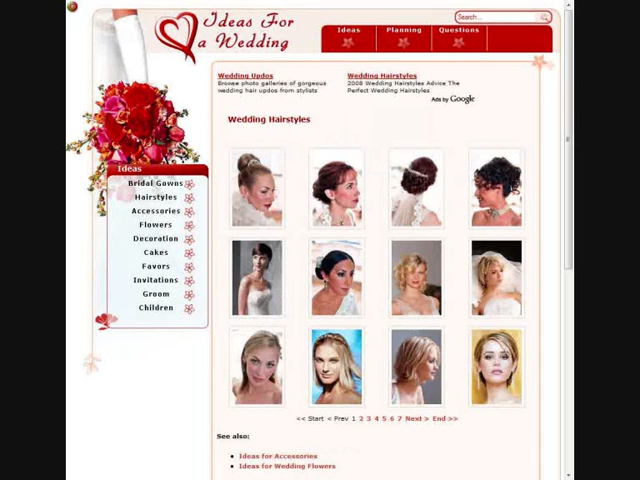 Ideas For
a Wedding
Search...
Ideas Planning Questions
Wedding Updos
Browse photo galleries of gorgeous
wedding hair updos from stylists
Wedding Hairstyles
2008 Wedding Hairstyles Advice The
Perfect Wedding Hairstyles
Ads by Google
Wedding Hairstyles
Ideas
Bridal Gowns
Hairstyles
Accessories
Flowers
Decoration
Cakes
Favors
Invitations
Groom
Children
<< Start < Prev 1 2 3 4 5 6 7 Next > End >>
See also:
Ideas for Accessories
Ideas for Wedding Flowers